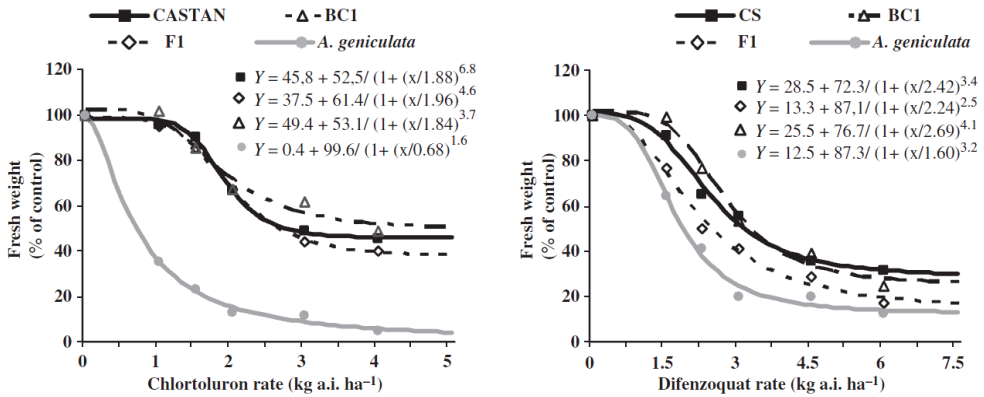 CASTAN BC1
F1 A. geniculata
120
100
80
60
40
20
0
Fresh weight
(% of control)
Y = 45,8 + 52,5/ (1+ (x/1.88)^6.8
Y = 37.5 + 61.4/ (1+ (x/1.96)^4.6
Y = 49.4 + 53.1/ (1+ (x/1.84)^3.7
Y = 0.4 + 99.6/ (1+ (x/0.68)^1.6
0 1 2 3 4 5
Chlortoluron rate (kg a.i. ha⁻¹)
CS BC1
F1 A. geniculata
120
100
80
60
40
20
0
Fresh weight
(% of control)
Y = 28.5 + 72.3/ (1+ (x/2.42)^3.4
Y = 13.3 + 87.1/ (1+ (x/2.24)^2.5
Y = 25.5 + 76.7/ (1+ (x/2.69)^4.1
Y = 12.5 + 87.3/ (1+ (x/1.60)^3.2
0 1.5 3 4.5 6 7.5
Difenzoquat rate (kg a.i. ha⁻¹)